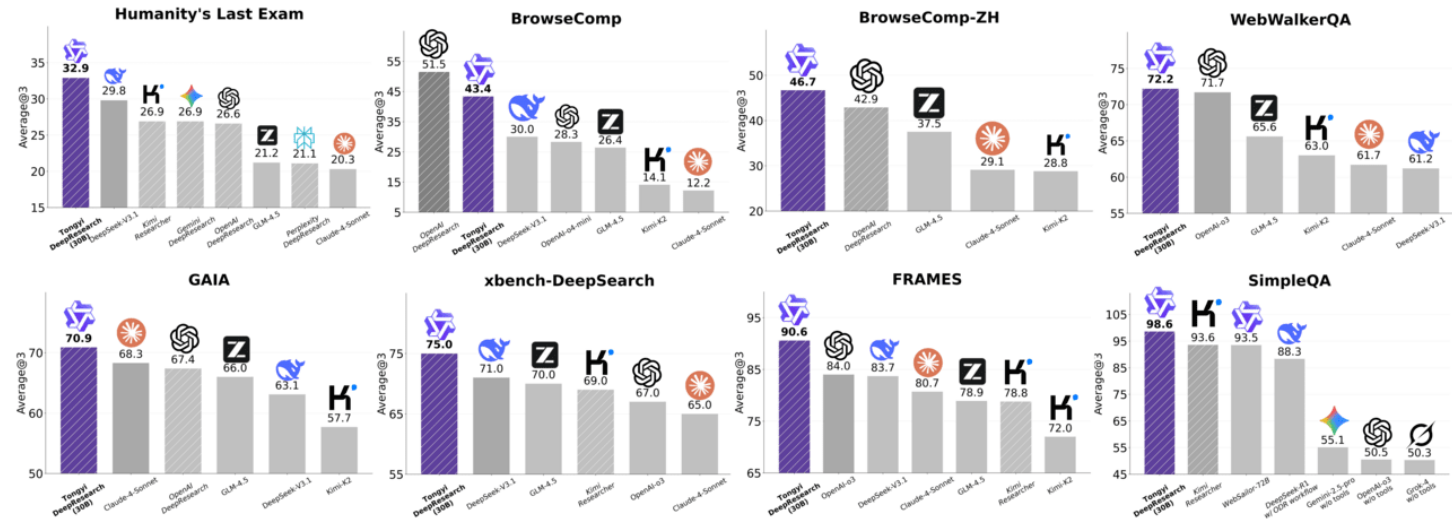 Humanity's Last Exam
Average@3
35
30
25
20
15
32.9
29.8
26.9
26.9
26.6
21.2
21.1
20.3
Tongyi DeepResearch (30B)
DeepSeek-V3.1
Kimi Researcher
Gemini DeepResearch
OpenAI DeepResearch
GLM-4.5
Perplexity DeepResearch
Claude-4-Sonnet
BrowseComp
Average@3
55
45
35
25
15
5
51.5
43.4
30.0
28.3
26.4
14.1
12.2
OpenAI DeepResearch
Tongyi DeepResearch (30B)
DeepSeek-V3.1
OpenAI-o4-mini
GLM-4.5
Kimi-K2
Claude-4-Sonnet
BrowseComp-ZH
Average@3
50
40
30
20
46.7
42.9
37.5
29.1
28.8
Tongyi DeepResearch (30B)
OpenAI DeepResearch
GLM-4.5
Claude-4-Sonnet
Kimi-K2
WebWalkerQA
Average@3
75
70
65
60
55
72.2
71.7
65.6
63.0
61.7
61.2
Tongyi DeepResearch (30B)
OpenAI-o3
GLM-4.5
Kimi-K2
Claude-4-Sonnet
DeepSeek-V3.1
GAIA
Average@3
70
60
50
70.9
68.3
67.4
66.0
63.1
57.7
Tongyi DeepResearch (30B)
Claude-4-Sonnet
OpenAI DeepResearch
GLM-4.5
DeepSeek-V3.1
Kimi-K2
xbench-DeepSearch
Average@3
75
65
55
75.0
71.0
70.0
69.0
67.0
65.0
Tongyi DeepResearch (30B)
DeepSeek-V3.1
GLM-4.5
Kimi Researcher
OpenAI-o3
Claude-4-Sonnet
FRAMES
Average@3
95
85
75
65
90.6
84.0
83.7
80.7
78.9
78.8
72.0
Tongyi DeepResearch (30B)
OpenAI-o3
DeepSeek-V3.1
Claude-4-Sonnet
GLM-4.5
Kimi Researcher
Kimi-K2
SimpleQA
Average@3
105
95
85
75
65
55
45
98.6
93.6
93.5
88.3
55.1
50.5
50.3
Tongyi DeepResearch (30B)
Kimi Researcher
WebSailor-72B
DeepSeek-R1 w/ ODR workflow
Gemini-2.5-pro w/o tools
OpenAI-o3 w/o tools
Grok-4 w/o tools